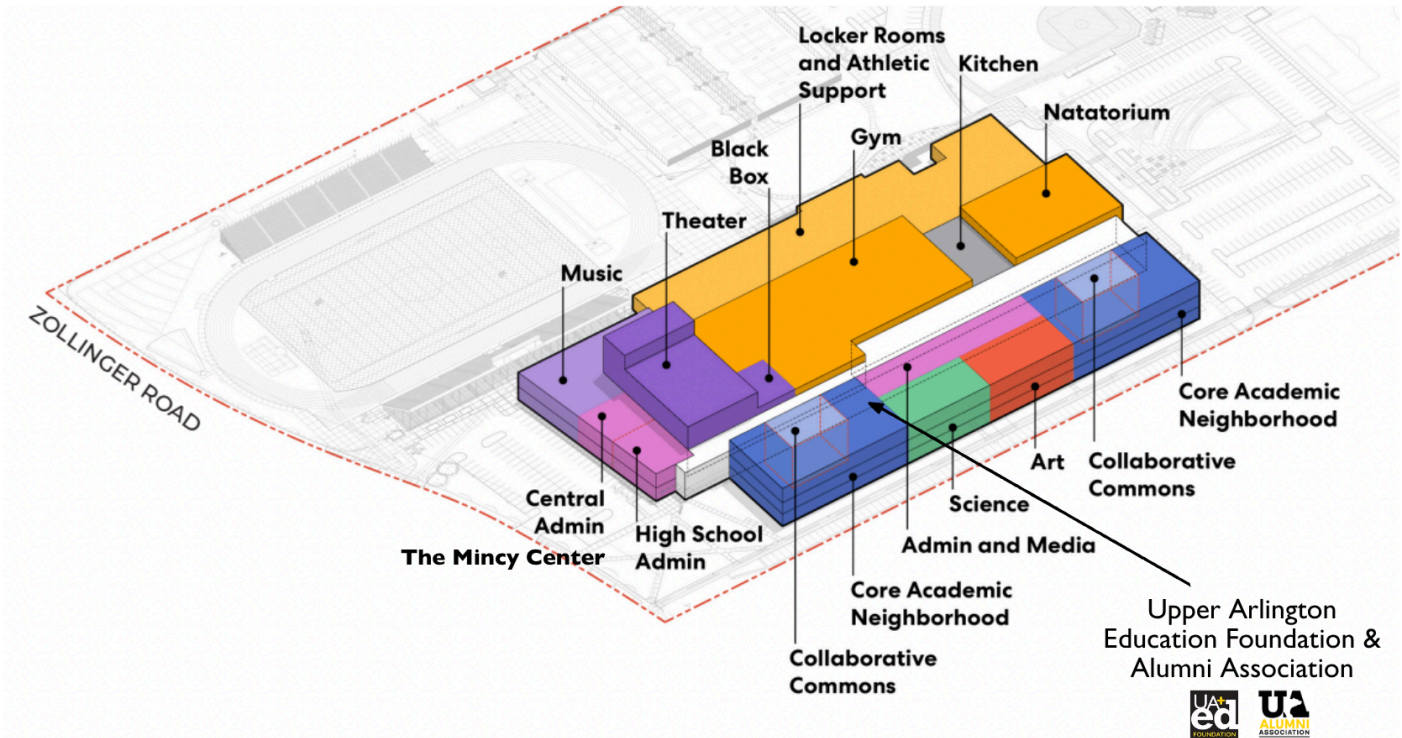 Locker Rooms
and Athletic
Support
Kitchen
Natatorium
Gym
Black
Box
Theater
Music
ZOLLINGER ROAD
Core Academic
Neighborhood
Collaborative
Commons
Art
Science
Central
Admin
The Mincy Center
High School
Admin
Admin and Media
Core Academic
Neighborhood
Collaborative
Commons
Upper Arlington
Education Foundation &
Alumni Association
UA+
ed
FOUNDATION
UA
ALUMNI
ASSOCIATION